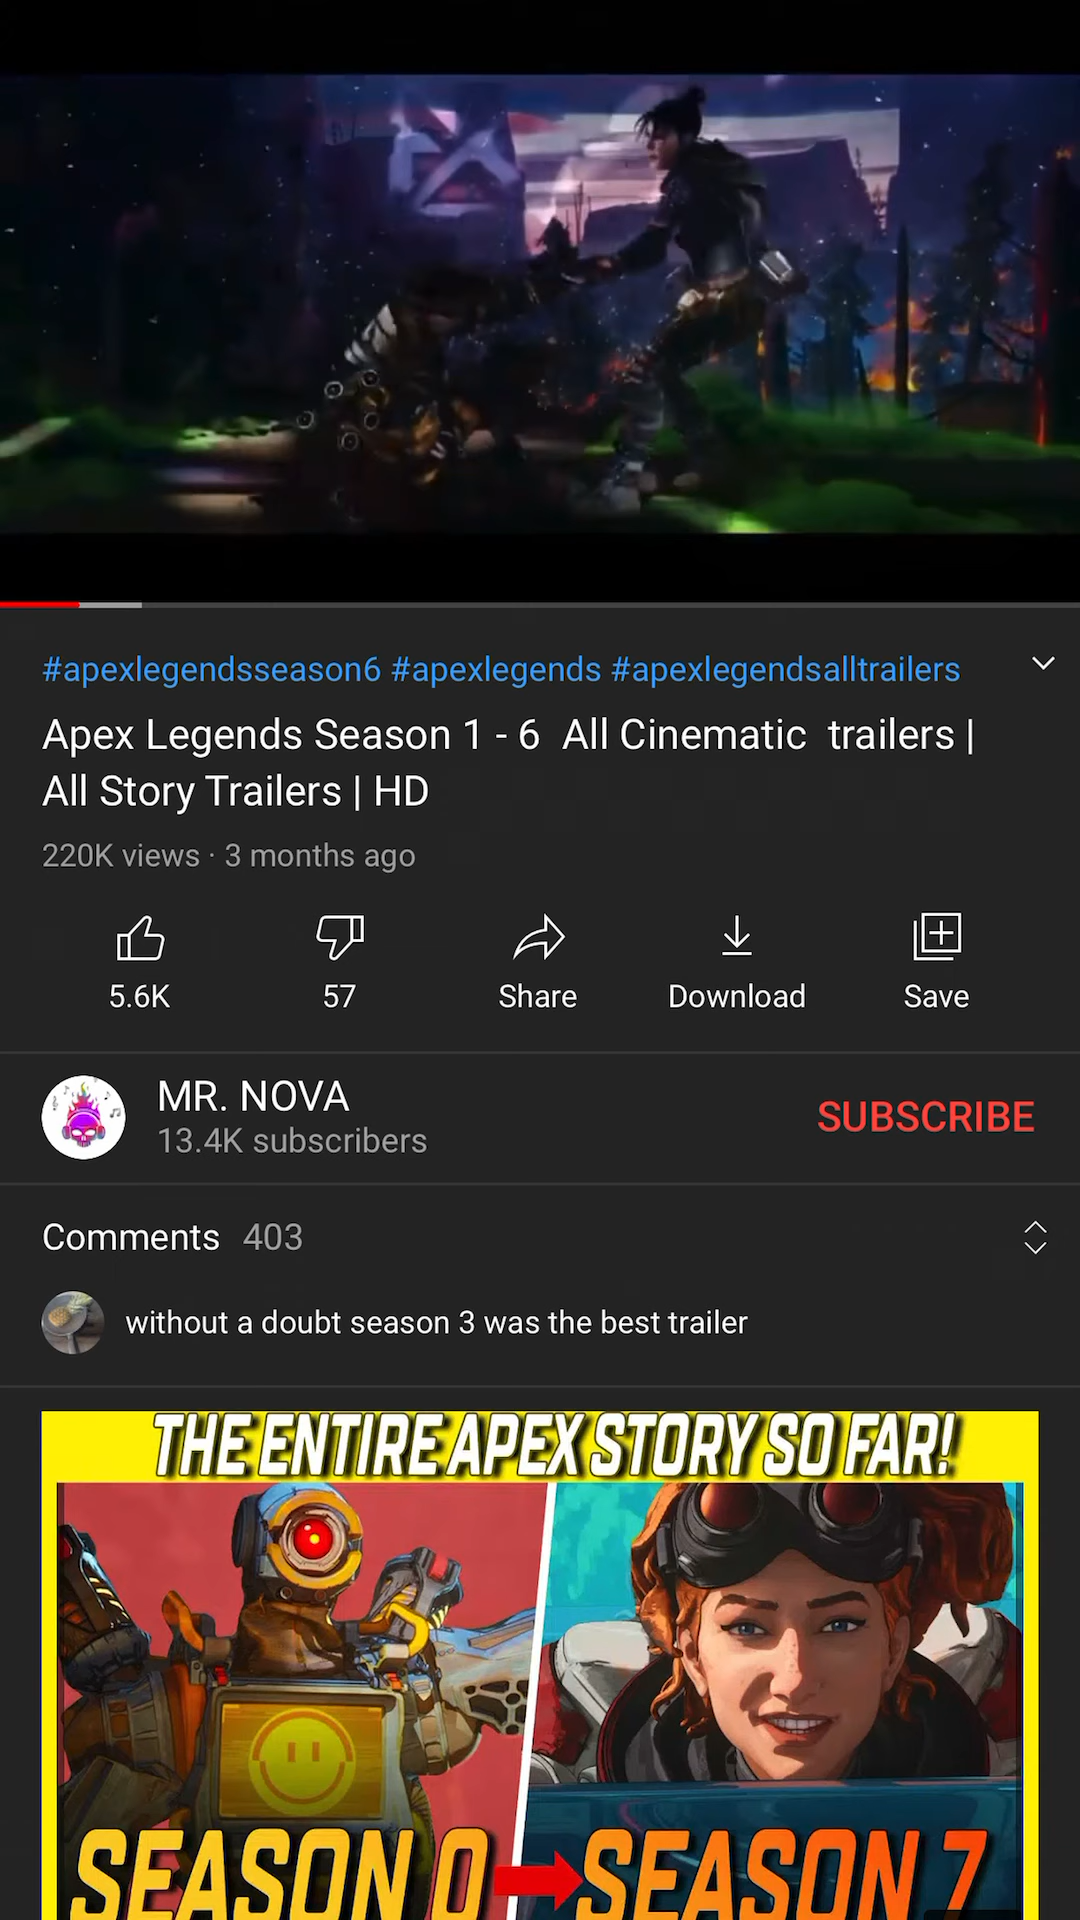 #apexlegendsseason6 #apexlegends #apexlegendsalltrailers
Apex Legends Season 1 - 6  All Cinematic  trailers |
All Story Trailers | HD
220K views · 3 months ago
5.6K
57
Share
Download
Save
MR. NOVA
13.4K subscribers
SUBSCRIBE
Comments 403
without a doubt season 3 was the best trailer
THE ENTIRE APEX STORY SO FAR!
SEASON 0
SEASON 7